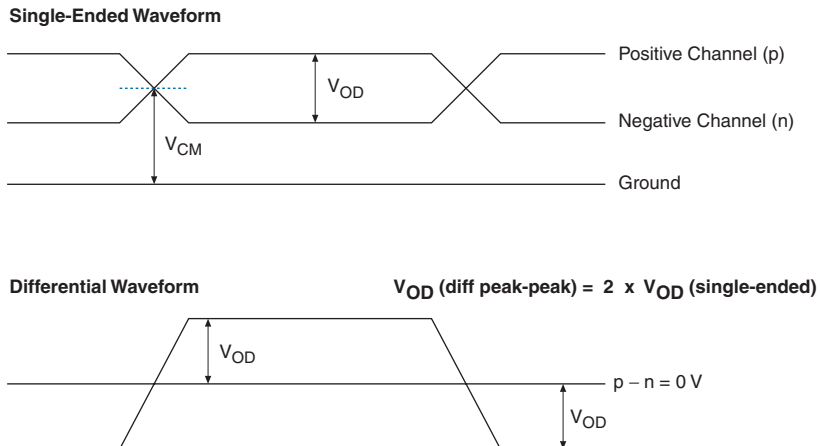 Single-Ended Waveform
Positive Channel (p)
VOD
Negative Channel (n)
VCM
Ground
Differential Waveform
VOD (diff peak-peak) = 2 x VOD (single-ended)
VOD
p – n = 0 V
VOD